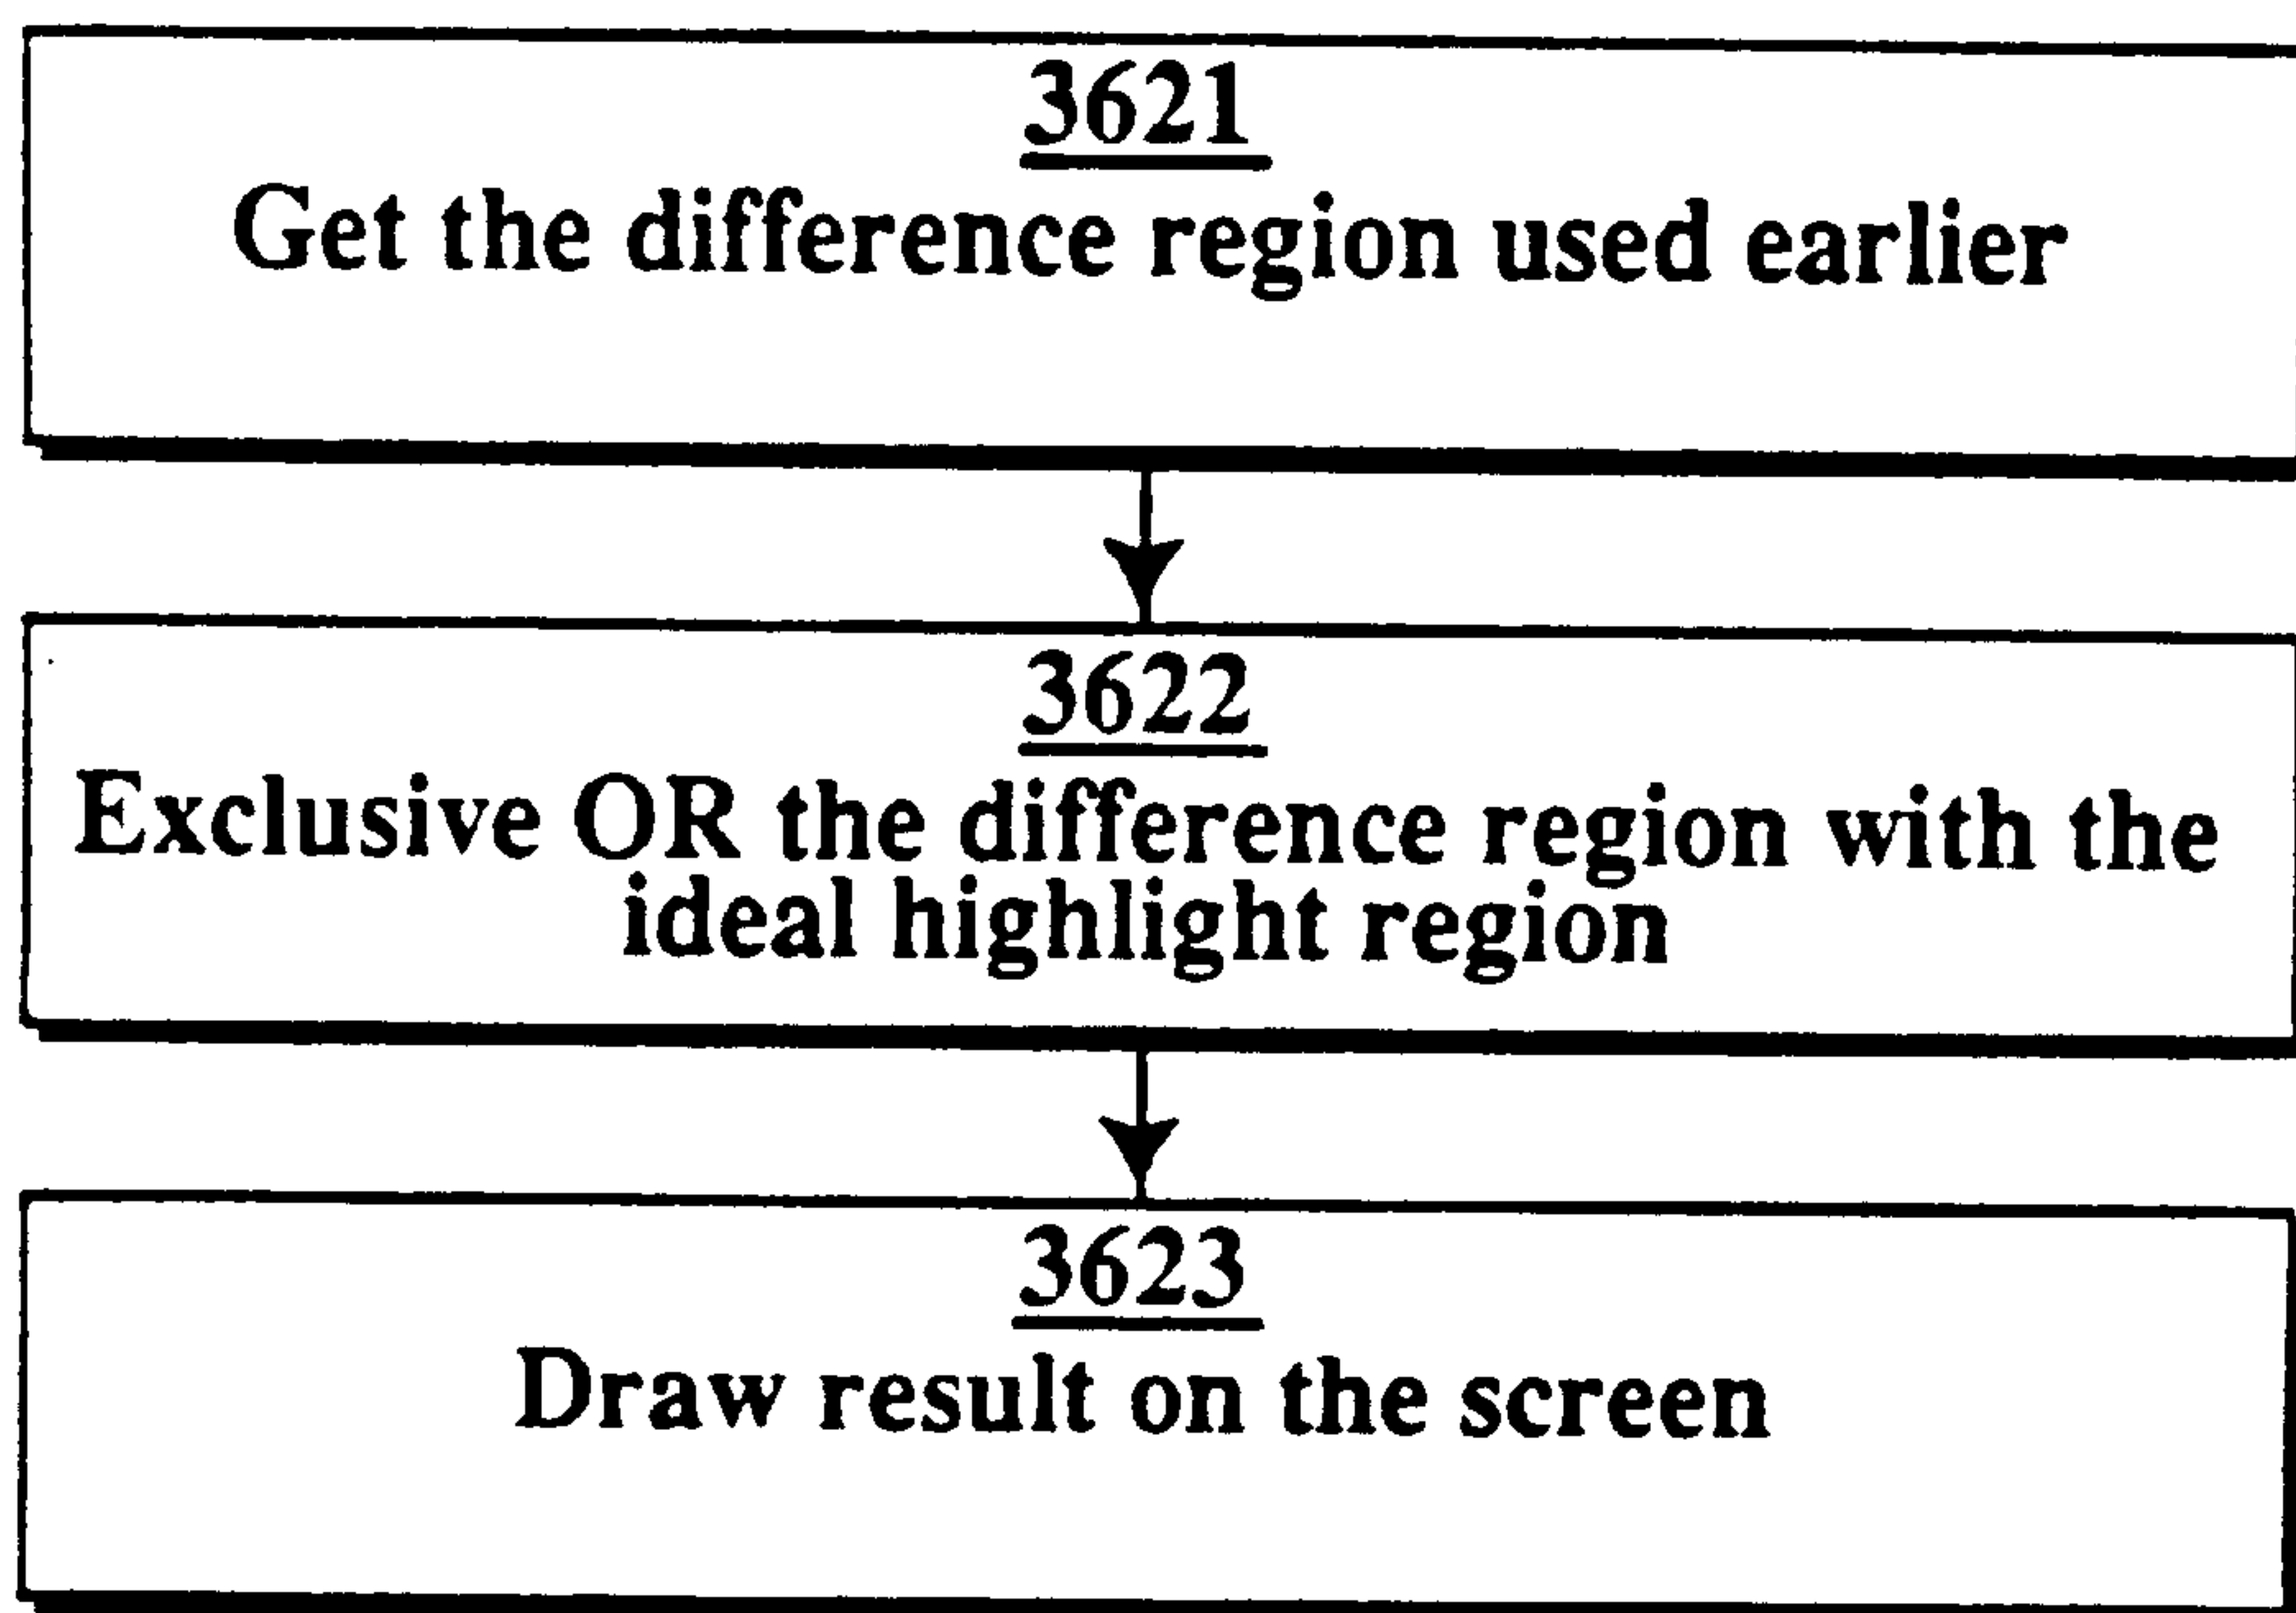 3621
Get the difference region used earlier
3622
Exclusive OR the difference region with the
ideal highlight region
3623
Draw result on the screen